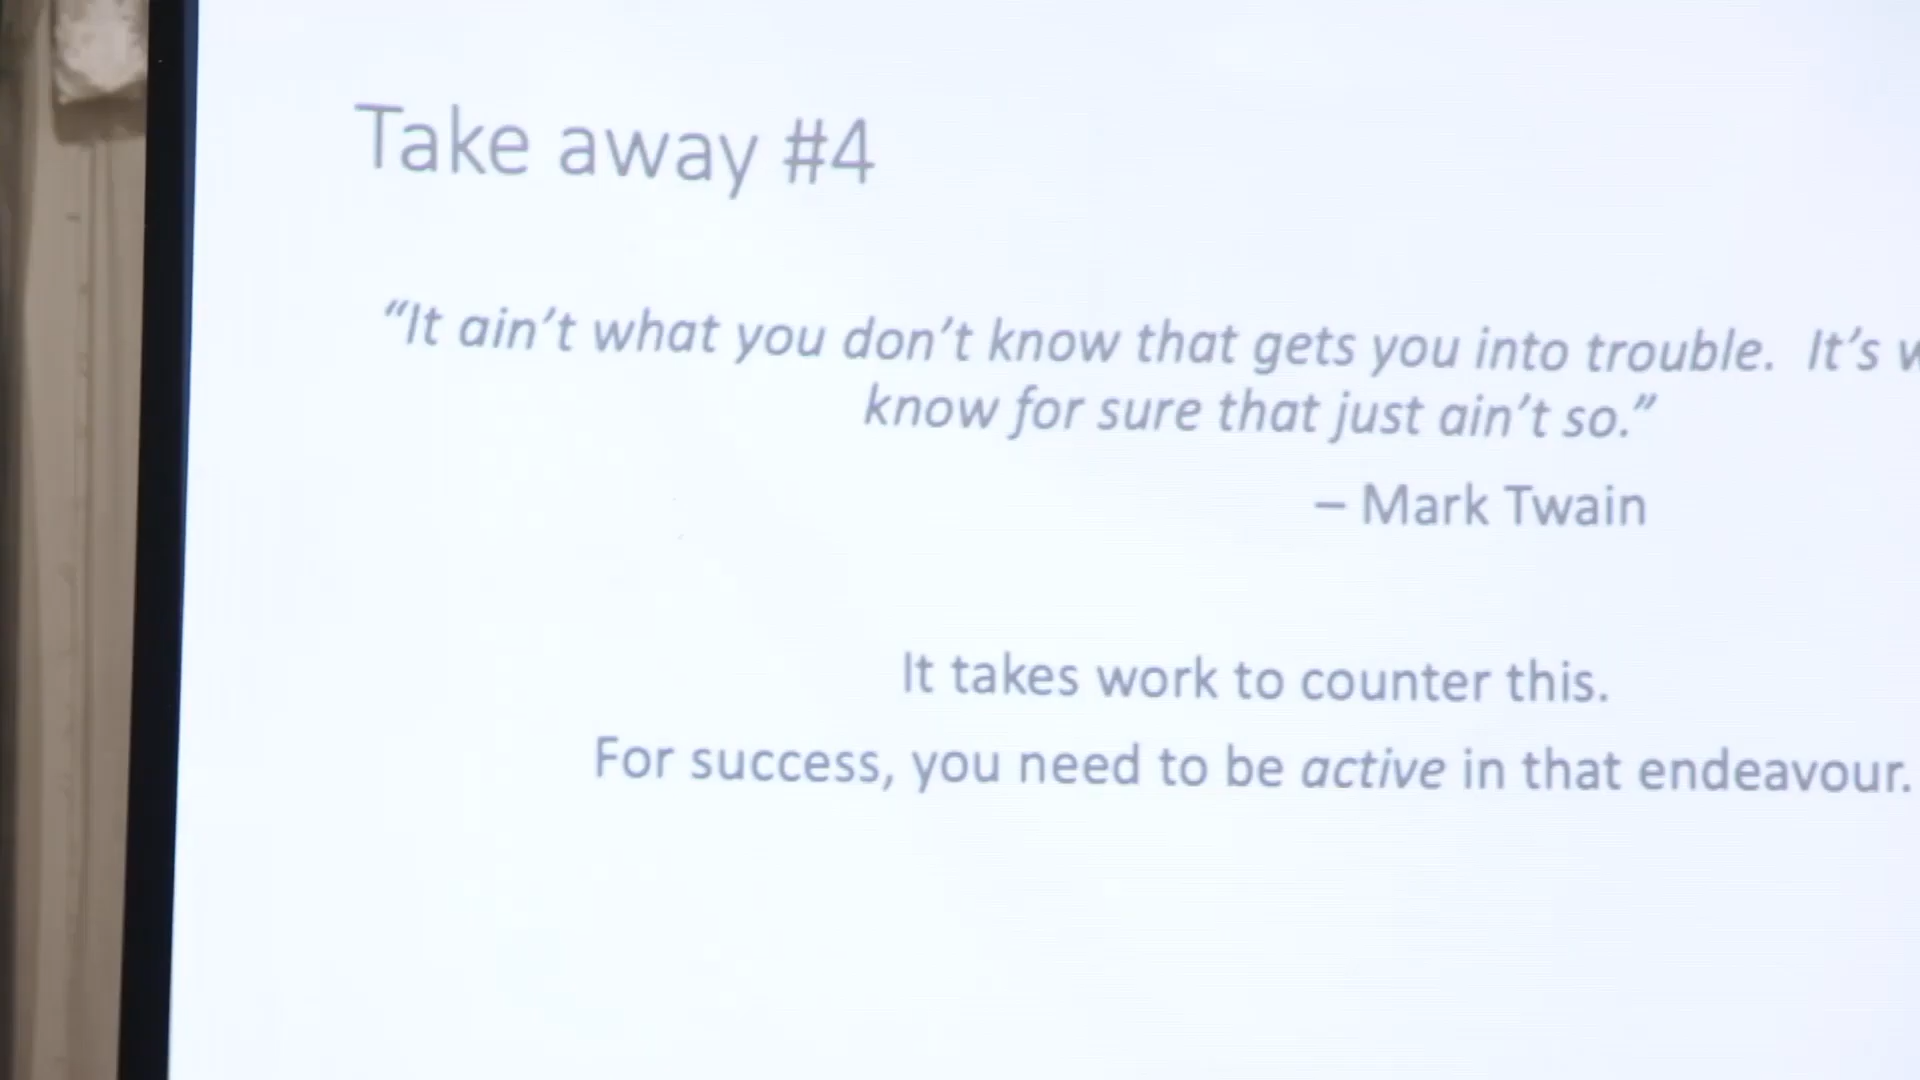 Take away #4
“It ain’t what you don’t know that gets you into trouble.  It’s
know for sure that just ain’t so.”
– Mark Twain
It takes work to counter this.
For success, you need to be active in that endeavour.